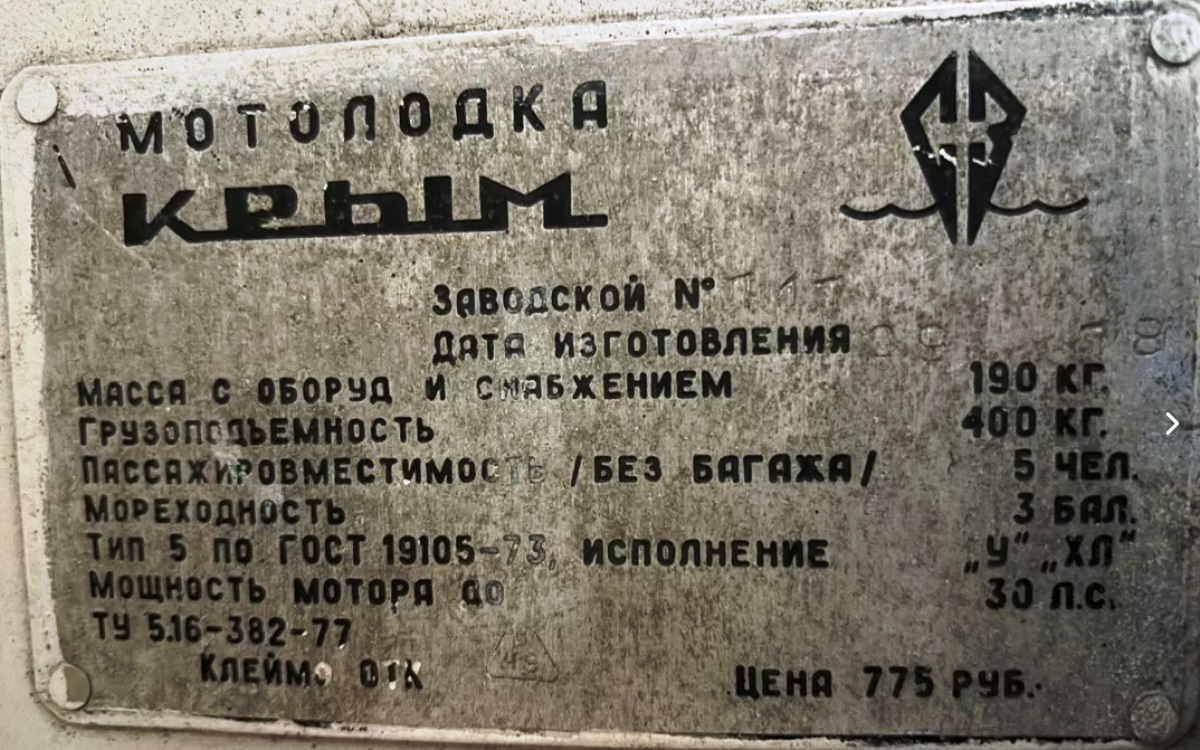 МОТОЛОДКА
КРЫМ
ЗАВОДСКОЙ №
ДАТА ИЗГОТОВЛЕНИЯ
МАССА С ОБОРУД И СНАБЖЕНИЕМ 190 КГ.
ГРУЗОПОДЬЕМНОСТЬ 400 КГ.
ПАССАЖИРОВМЕСТИМОСТЬ /БЕЗ БАГАЖА/ 5 ЧЕЛ.
МОРЕХОДНОСТЬ 3 БАЛ.
ТИП 5 ПО ГОСТ 19105-73, ИСПОЛНЕНИЕ „У" „ХЛ"
МОЩНОСТЬ МОТОРА ДО 30 Л.С.
ТУ 5.16-382-77
КЛЕЙМО ОТК ЦЕНА 775 РУБ.